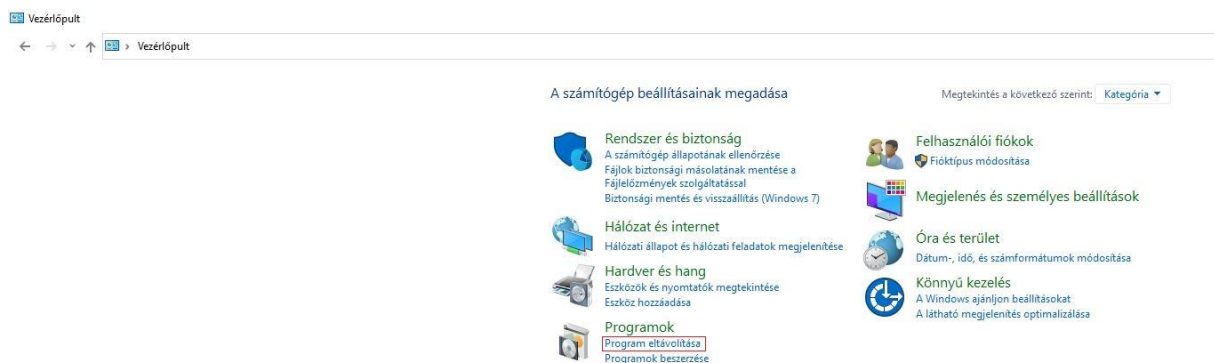 Vezérlőpult
Vezérlőpult
A számítógép beállításainak megadása
Megtekintés a következő szerint: Kategória
Rendszer és biztonság
A számítógép állapotának ellenőrzése
Fájlok biztonsági másolatának mentése a
Fájlelőzmények szolgáltatással
Biztonsági mentés és visszaállítás (Windows 7)
Hálózat és internet
Hálózati állapot és hálózati feladatok megjelenítése
Hardver és hang
Eszközök és nyomtatók megtekintése
Eszköz hozzáadása
Programok
Program eltávolítása
Programok beszerzése
Felhasználói fiókok
Fióktípus módosítása
Megjelenés és személyes beállítások
Óra és terület
Dátum-, idő, és számformátumok módosítása
Könnyű kezelés
A Windows ajánljon beállításokat
A látható megjelenítés optimalizálása